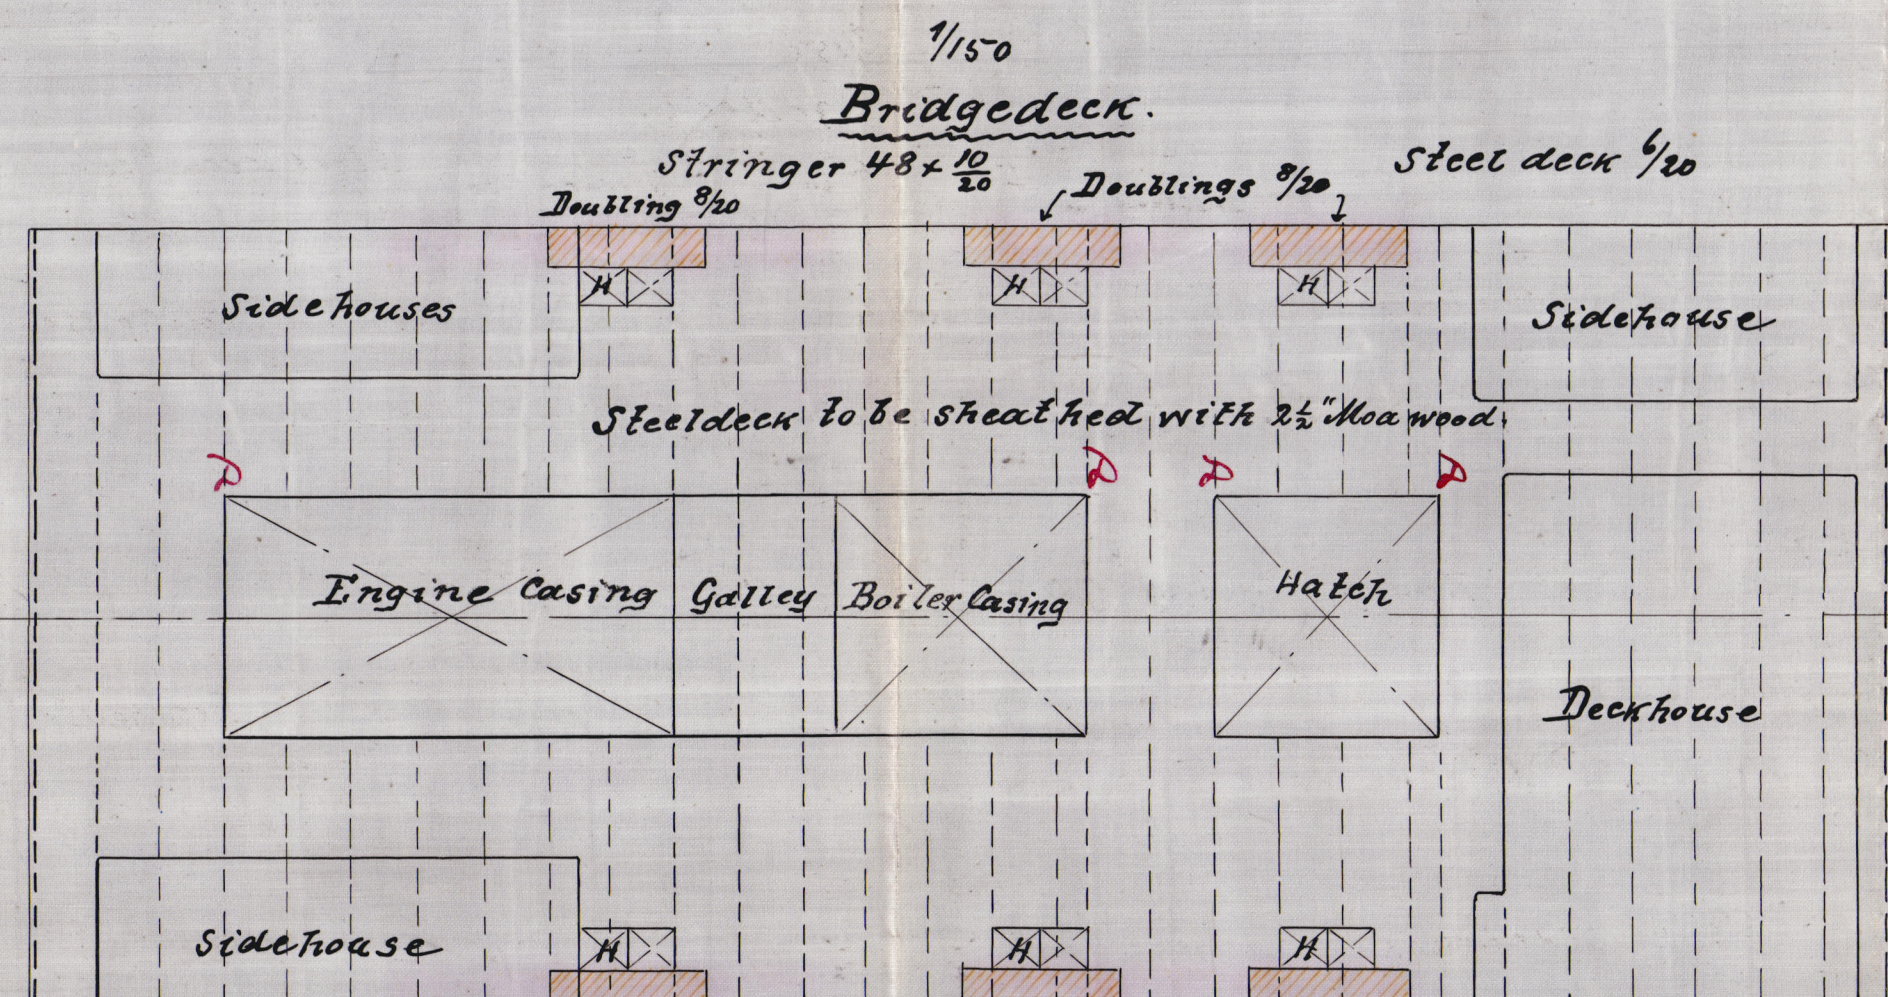 1/150
Bridgedeck.
Stringer 48 x 10/20
Steel deck 6/20
Doubling 8/20
Doublings 8/20
H H H
Sidehouses
Sidehouse
Steeldeck to be sheathed with 2½" Moa wood.
D D D D
Engine Casing Galley Boiler Casing Hatch
Deckhouse
Sidehouse
H H H